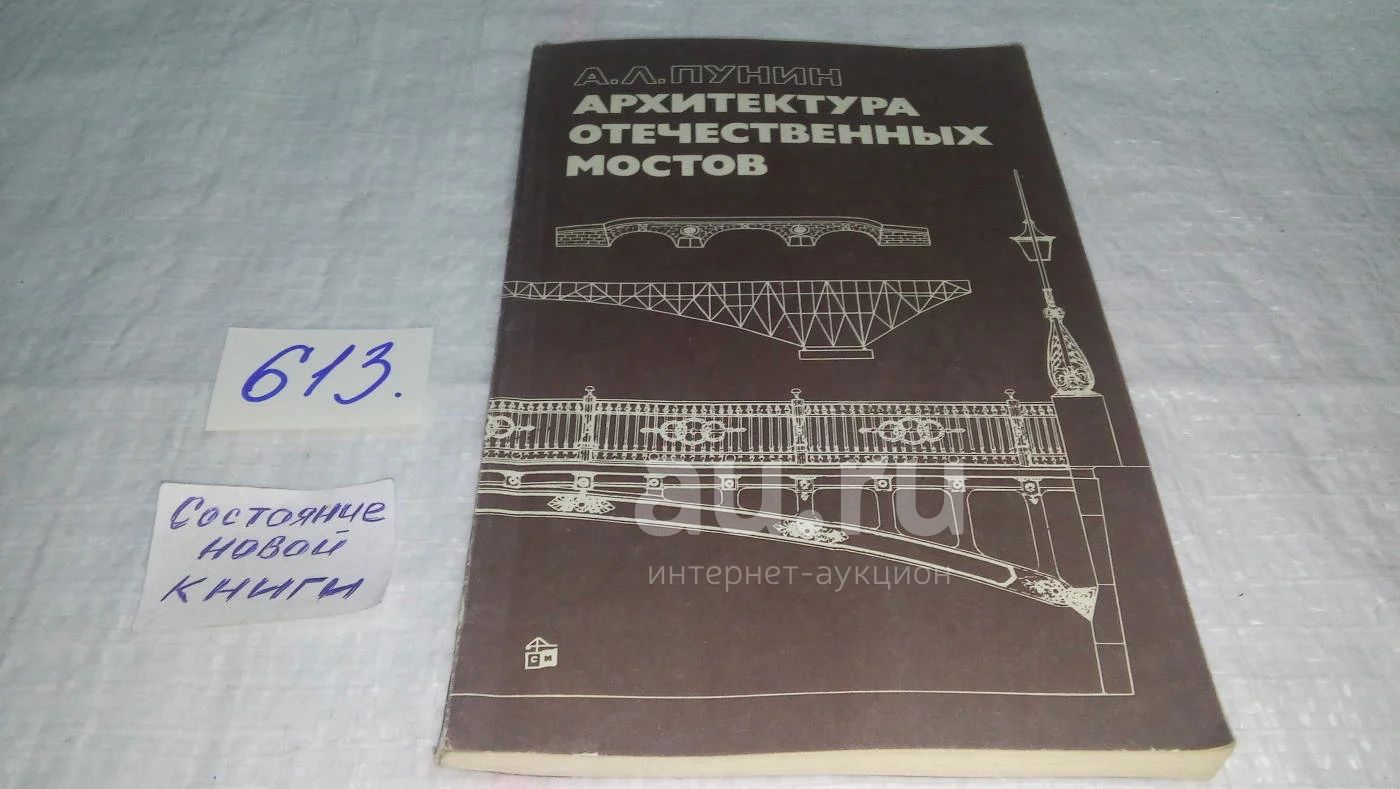 А.Л.ПУНИН
АРХИТЕКТУРА
ОТЕЧЕСТВЕННЫХ
МОСТОВ
613.
Состояние
новой
книги
au.ru
интернет-аукцион
С И